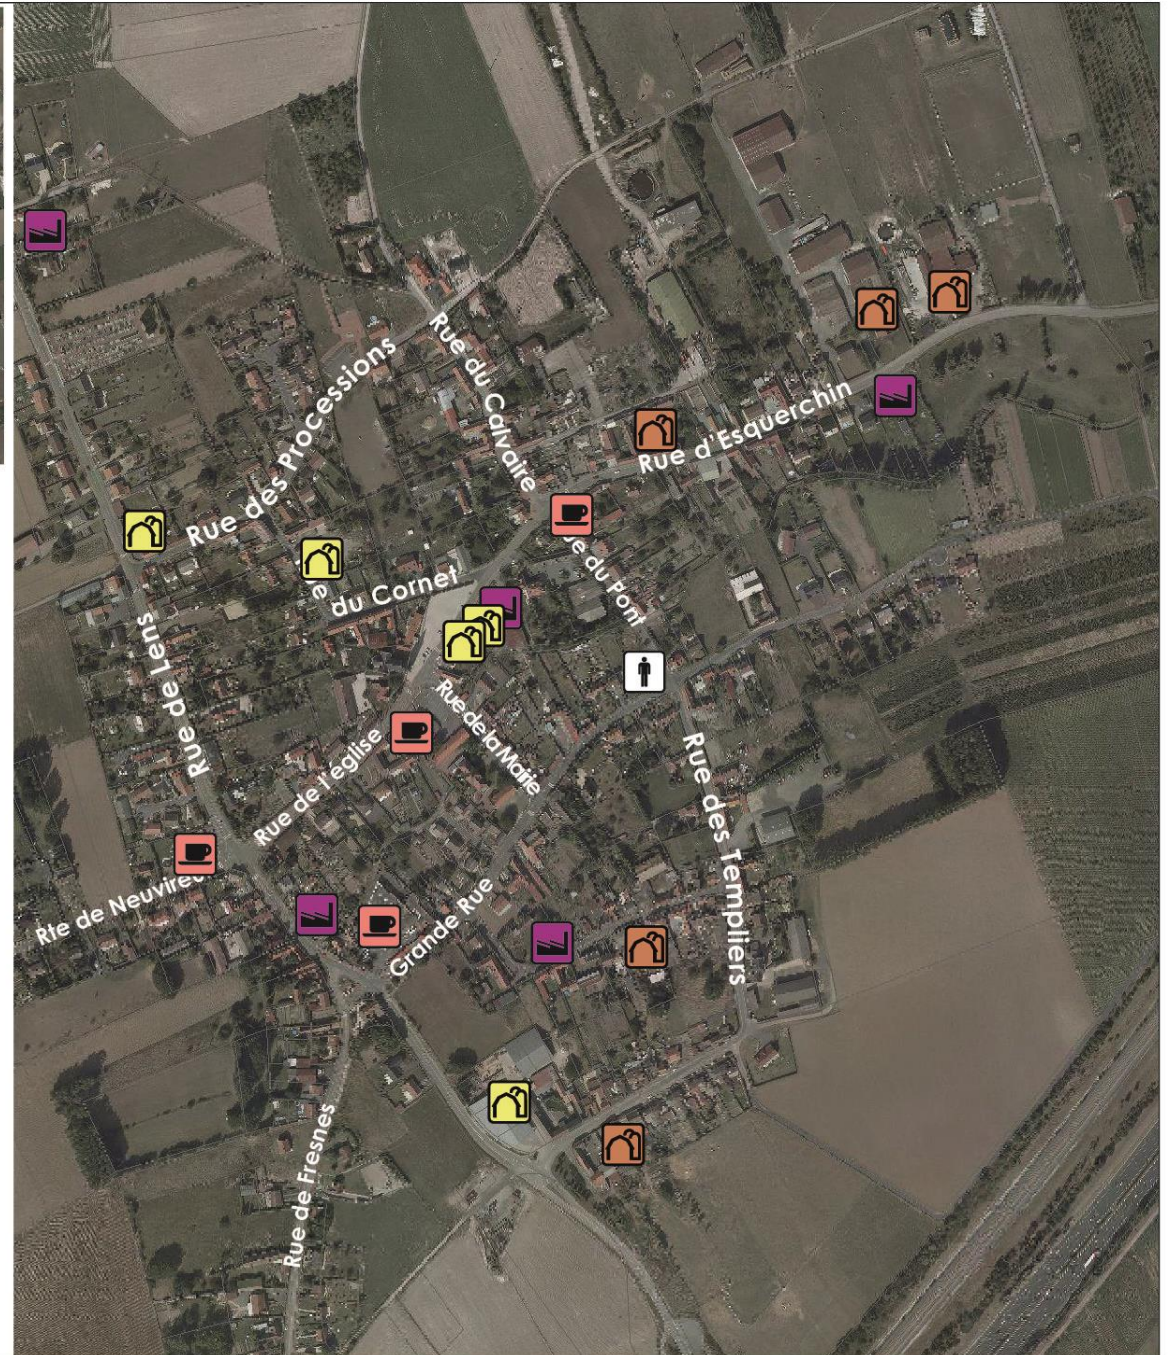 Rue du Calvaire
Rue des Processions
Rue d'Esquerchin
du Cornet
du Pont
Rue de Lens
Rue de la Mairie
Rue de l'église
Rue des Templiers
Rte de
Grande Rue
Rue de Fresnes